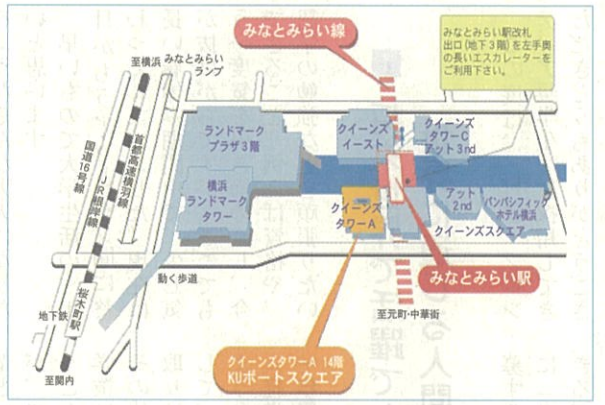 みなとみらい線
みなとみらい駅改札
出口(地下3階)を左手奥
の長いエスカレーターを
ご利用下さい。
至横浜
みなとみらい
ランプ
国道16号線
JR根岸線
首都高速横羽線
ランドマーク
プラザ3階
横浜
ランドマーク
タワー
クイーンズ
イースト
クイーンズ
タワーC
アット3nd
クイーンズ
タワーA
アット
2nd
パンパシフィック
ホテル横浜
クイーンズスクエア
みなとみらい駅
動く歩道
桜木町駅
地下鉄
至関内
至元町・中華街
クイーンズタワーA 14階
KUポートスクエア